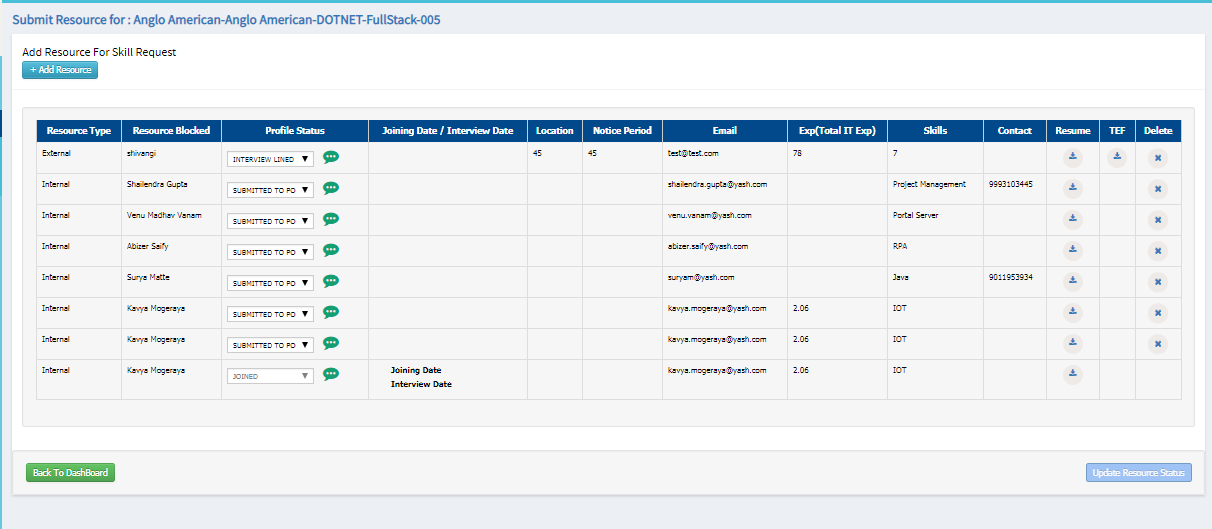 Submit Resource for : Anglo American-Anglo American-DOTNET-FullStack-005
Add Resource For Skill Request
+ Add Resource
Resource Type Resource Blocked Profile Status Joining Date / Interview Date Location Notice Period Email Exp(Total IT Exp) Skills Contact Resume TEF Delete
External shivangi INTERVIEW LINED 45 45 test@test.com 78 7
Internal Shailendra Gupta SUBMITTED TO PO shailendra.gupta@yash.com Project Management 9993103445
Internal Venu Madhav Vanam SUBMITTED TO PO venu.vanam@yash.com Portal Server
Internal Abizer Saify SUBMITTED TO PO abizer.saify@yash.com RPA
Internal Surya Matte SUBMITTED TO PO suryam@yash.com Java 9011953934
Internal Kavya Mogeraya SUBMITTED TO PO kavya.mogeraya@yash.com 2.06 IOT
Internal Kavya Mogeraya SUBMITTED TO PO kavya.mogeraya@yash.com 2.06 IOT
Internal Kavya Mogeraya JOINED Joining Date kavya.mogeraya@yash.com 2.06 IOT
Interview Date
Back To DashBoard Update Resource Status